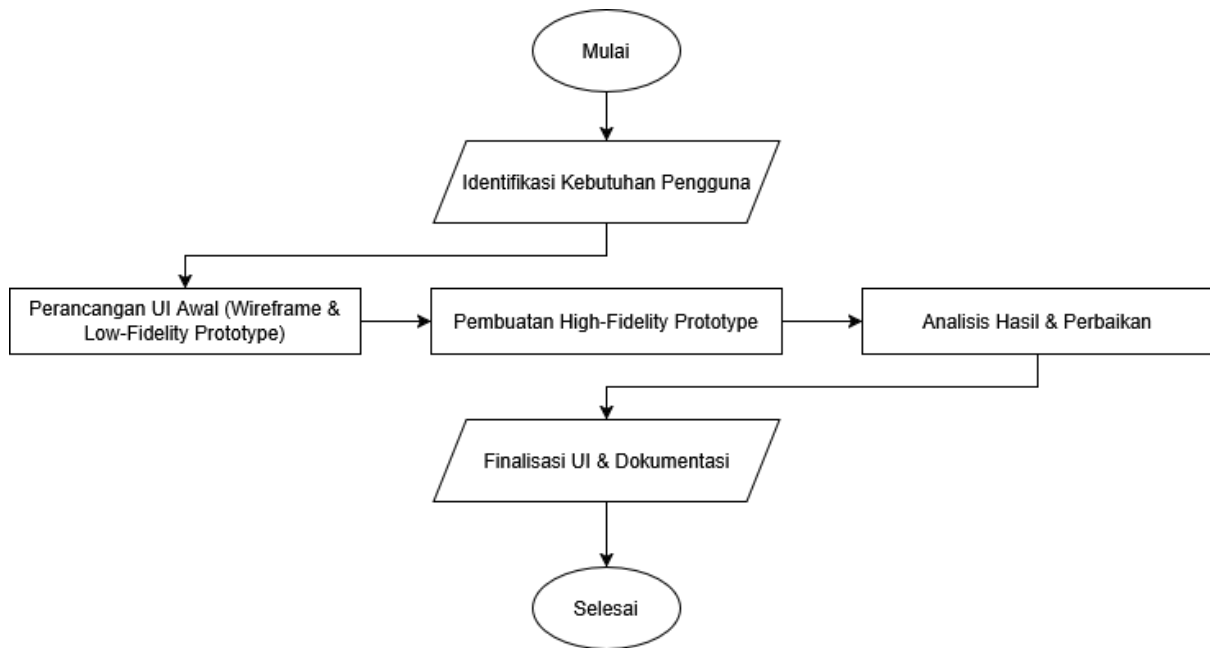 Mulai
Identifikasi Kebutuhan Pengguna
Perancangan UI Awal (Wireframe &
Low-Fidelity Prototype)
Pembuatan High-Fidelity Prototype
Analisis Hasil & Perbaikan
Finalisasi UI & Dokumentasi
Selesai